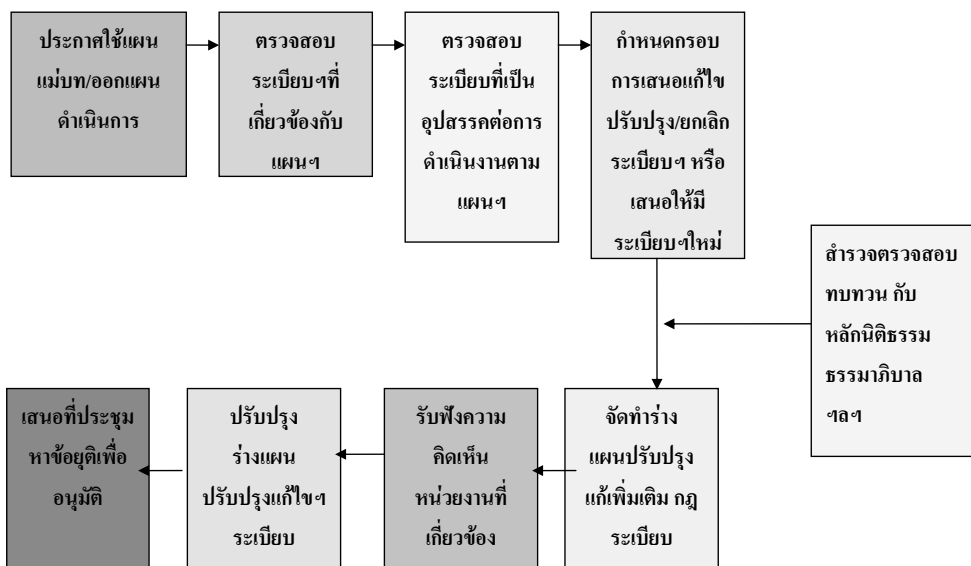 ประกาศใช้แผน
แม่บท/ออกแผน
ดำเนินการ
ตรวจสอบ
ระเบียบฯที่
เกี่ยวข้องกับ
แผนฯ
ตรวจสอบ
ระเบียบที่เป็น
อุปสรรคต่อการ
ดำเนินงานตาม
แผนฯ
กำหนดกรอบ
การเสนอแก้ไข
ปรับปรุง/ยกเลิก
ระเบียบฯ หรือ
เสนอให้มี
ระเบียบฯใหม่
สำรวจตรวจสอบ
ทบทวน กับ
หลักนิติธรรม
ธรรมาภิบาล
ฯลฯ
จัดทำร่าง
แผนปรับปรุง
แก้เพิ่มเติม กฎ
ระเบียบ
รับฟังความ
คิดเห็น
หน่วยงานที่
เกี่ยวข้อง
ปรับปรุง
ร่างแผน
ปรับปรุงแก้ไขฯ
ระเบียบ
เสนอที่ประชุม
หาข้อยุติเพื่อ
อนุมัติ